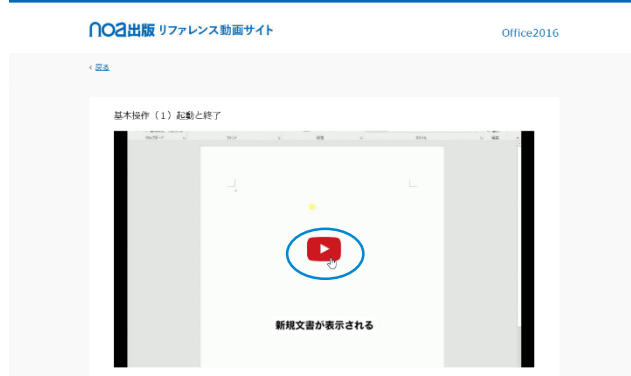 noa出版 リファレンス動画サイト
Office2016
‹ 戻る
基本操作（1）起動と終了
新規文書が表示される